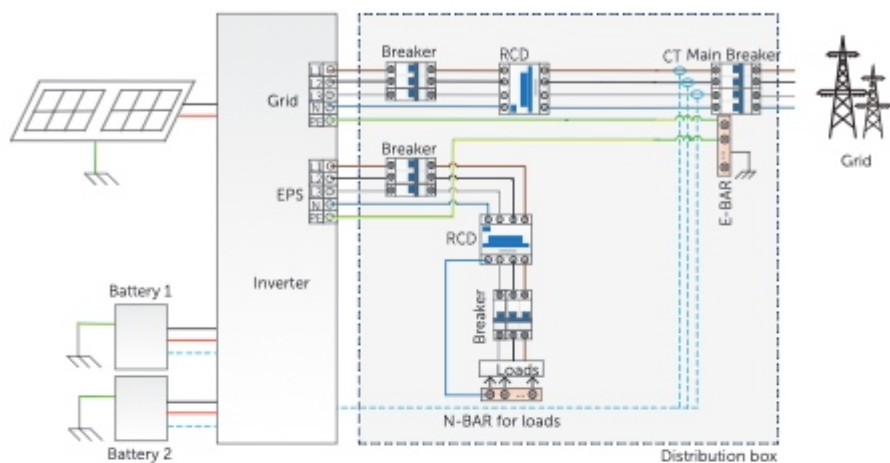 Breaker
RCD
CT Main Breaker
Grid
L1
L2
L3
N
PE
Grid
Breaker
E-BAR
EPS
L1
L2
L3
N
PE
RCD
Inverter
Battery 1
Breaker
Loads
N-BAR for loads
Battery 2
Distribution box